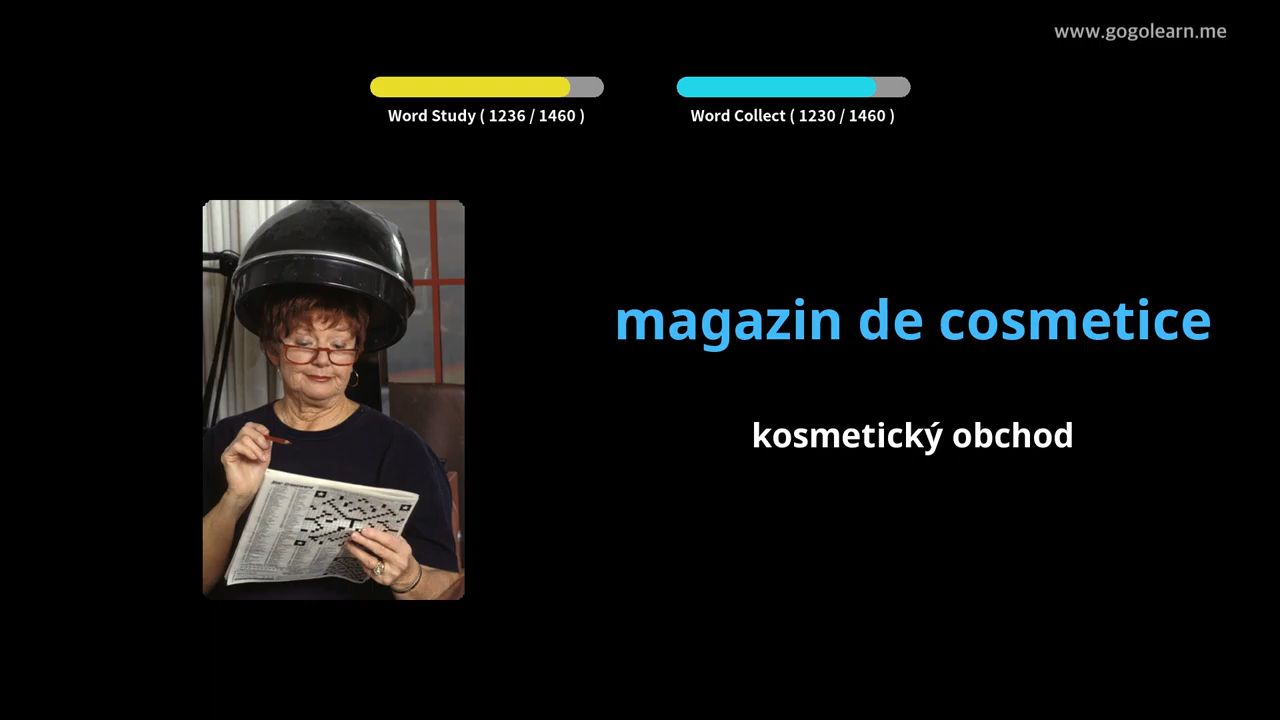 www.gogolearn.me
Word Study ( 1236 / 1460 )
Word Collect ( 1230 / 1460 )
magazin de cosmetice
kosmetický obchod